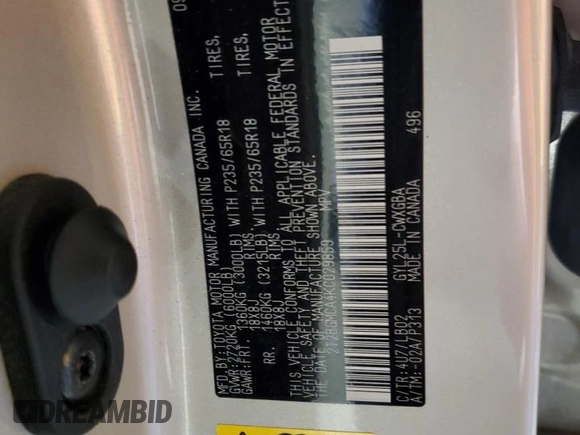 MFD.BY:TOYOTA MOTOR MANUFACTURING CANADA INC.
GVWR:2720KG (6000LB)
GAWR:FRT. 1360KG (3000LB) WITH P235/65R18 TIRES,
18X8J RIMS,
RR. 1460KG (3215LB) WITH P235/65R18 TIRES,
18X8J RIMS,
THIS VEHICLE CONFORMS TO ALL APPLICABLE FEDERAL MOTOR
VEHICLE SAFETY AND THEFT PREVENTION STANDARDS IN EFFECT
ON THE DATE OF MANUFACTURE SHOWN ABOVE.
MPV
C/TR:4U7/LB02 GYL25L-CWXGBA
A/TM:-02A/P313 MADE IN CANADA 496
DREAMBID